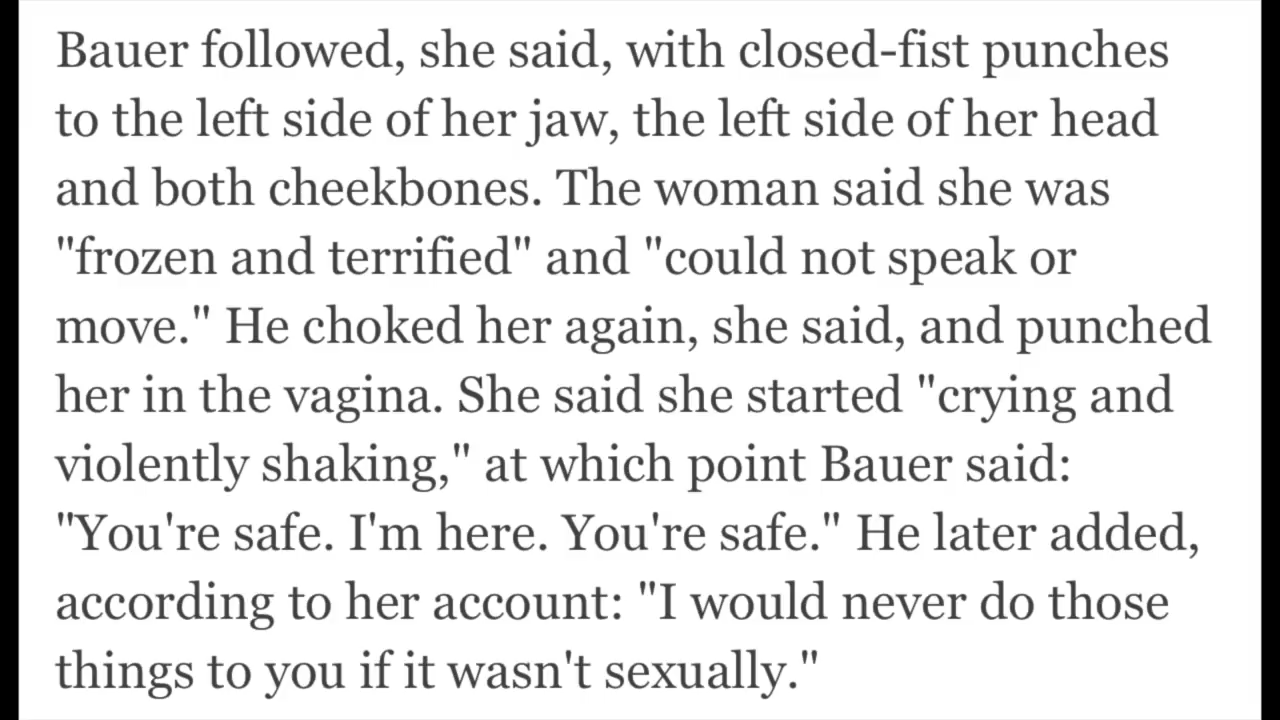 Bauer followed, she said, with closed-fist punches
to the left side of her jaw, the left side of her head
and both cheekbones. The woman said she was
"frozen and terrified" and "could not speak or
move." He choked her again, she said, and punched
her in the vagina. She said she started "crying and
violently shaking," at which point Bauer said:
"You're safe. I'm here. You're safe." He later added,
according to her account: "I would never do those
things to you if it wasn't sexually."